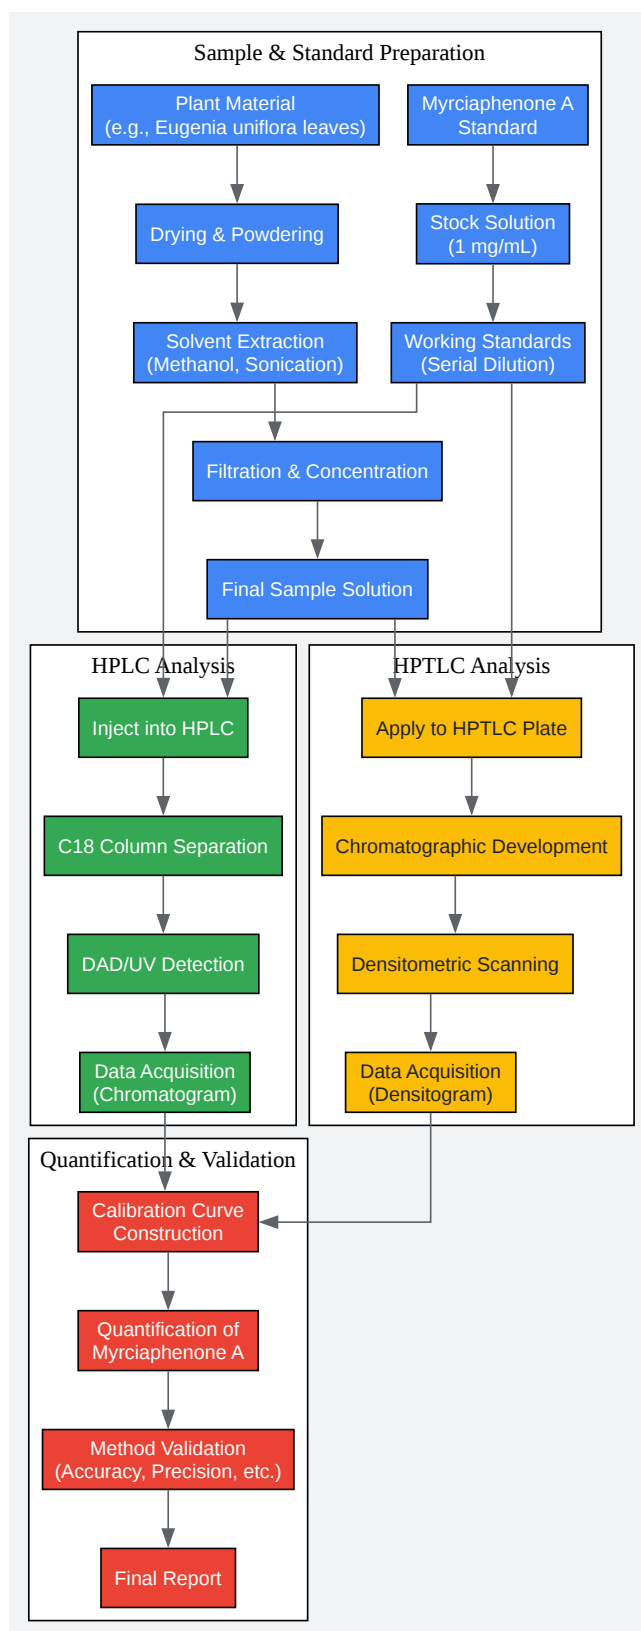 Sample & Standard Preparation
Plant Material
(e.g., Eugenia uniflora leaves)
Myrciaphenone A
Standard
Drying & Powdering
Stock Solution
(1 mg/mL)
Solvent Extraction
(Methanol, Sonication)
Working Standards
(Serial Dilution)
Filtration & Concentration
Final Sample Solution
HPLC Analysis
Inject into HPLC
C18 Column Separation
DAD/UV Detection
Data Acquisition
(Chromatogram)
HPTLC Analysis
Apply to HPTLC Plate
Chromatographic Development
Densitometric Scanning
Data Acquisition
(Densitogram)
Quantification & Validation
Calibration Curve
Construction
Quantification of
Myrciaphenone A
Method Validation
(Accuracy, Precision, etc.)
Final Report